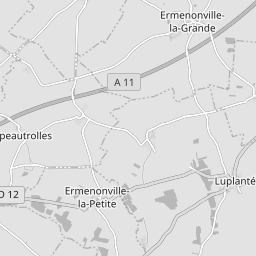 Ermenonville-
la-Grande
A 11
peautrolles
Ermenonville-
la-Petite
Luplanté
D 12